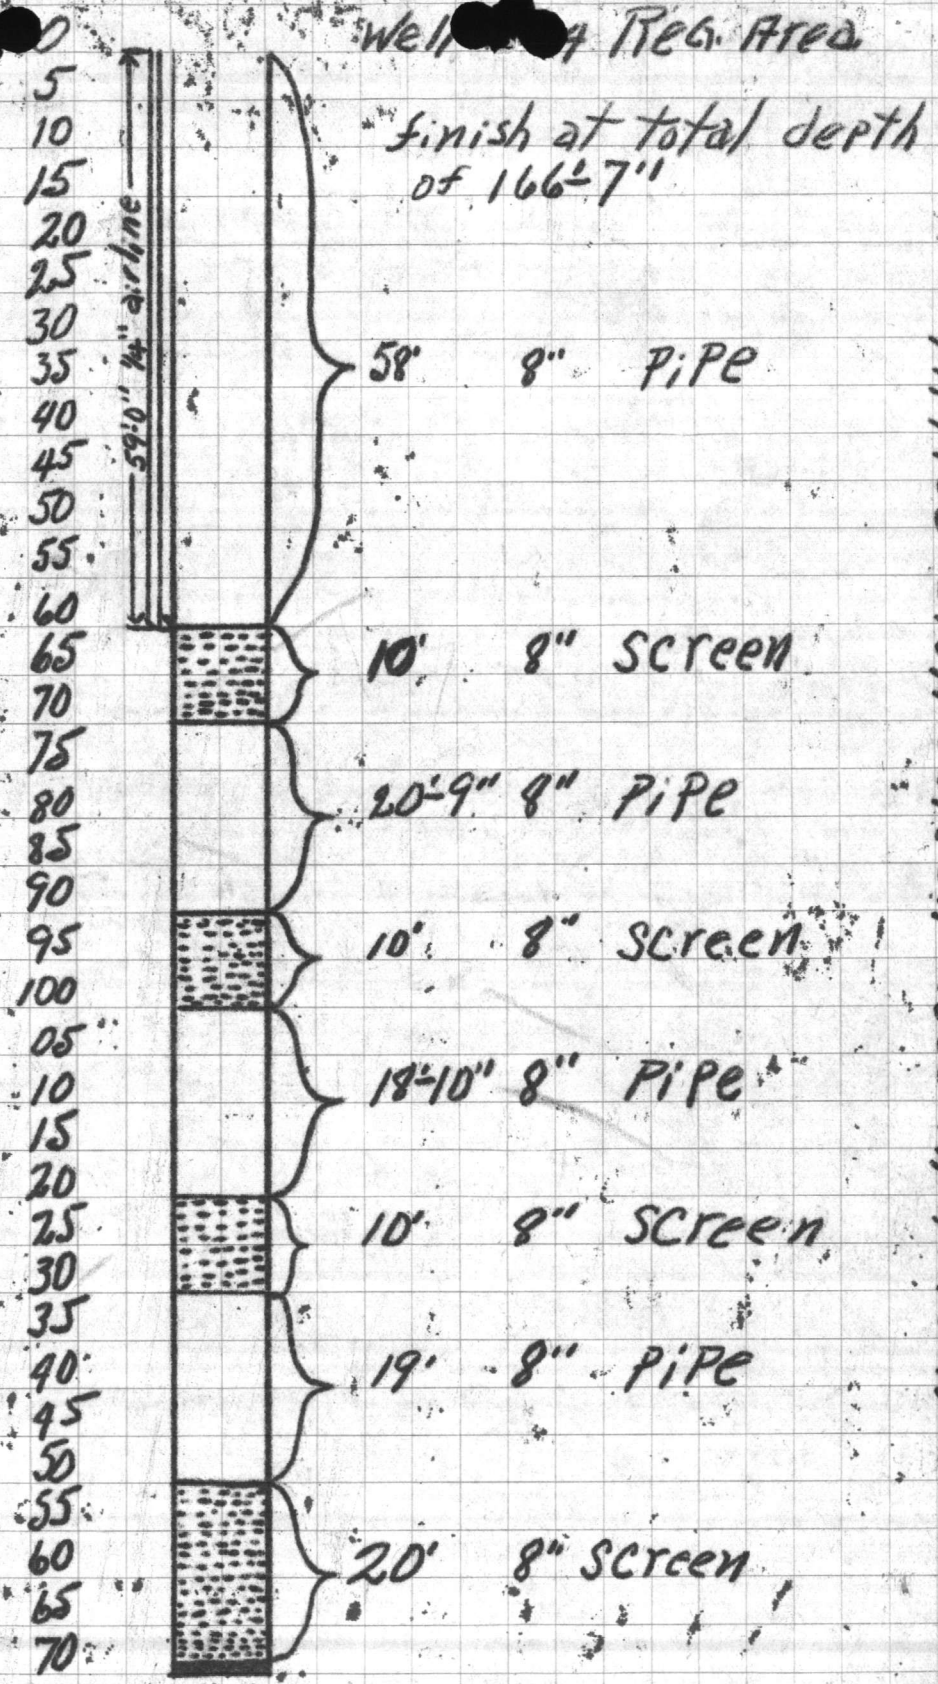 0 Well 4 Rec. Area
5
10 finish at total depth
15 of 166'-7"
20
25
30
35 58' 8" PiPe
40
45
50
55
60
59'-0" 1/4" airline
65 10' 8" Screen
70
75
80 20'-9" 8" PiPe
85
90
95 10' 8" Screen
100
05
10 18'-10" 8" PiPe
15
20
25 10' 8" Screen
30
35
40 19' 8" PiPe
45
50
55
60 20' 8" Screen
65
70